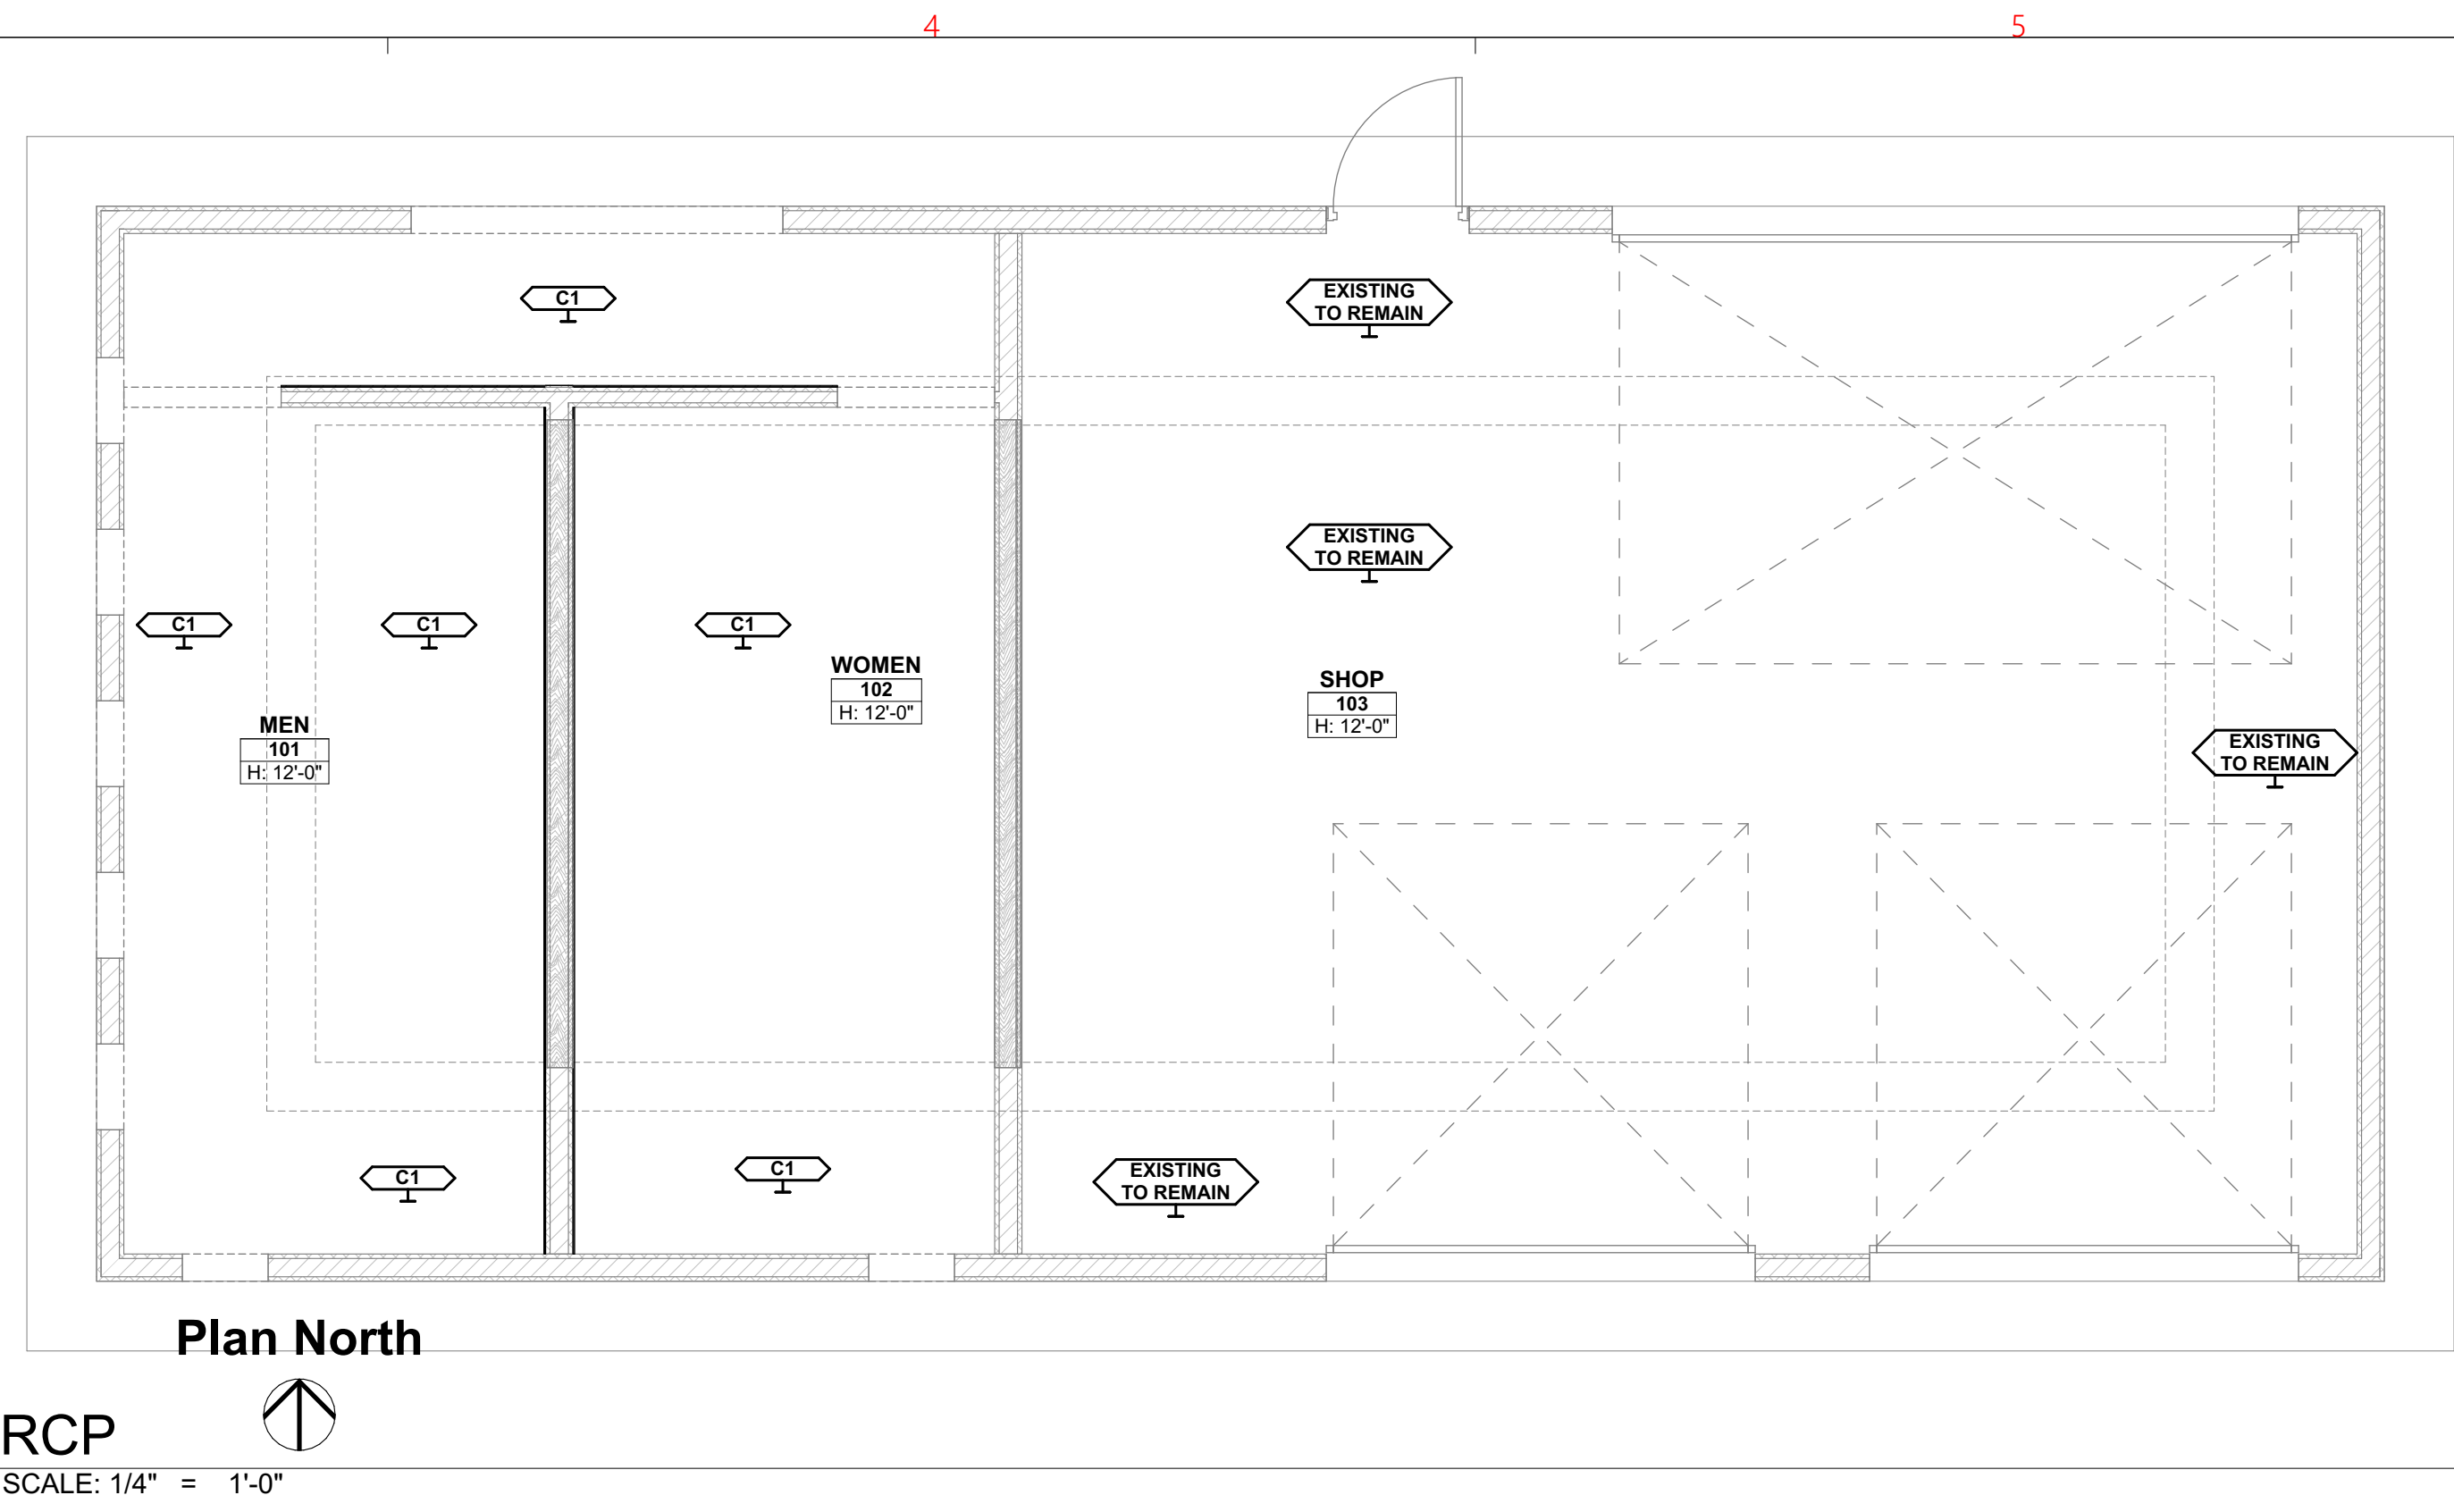 4
5
C1
EXISTING
TO REMAIN
EXISTING
TO REMAIN
C1
C1
C1
WOMEN
102
H: 12'-0"
SHOP
103
H: 12'-0"
MEN
101
H: 12'-0"
EXISTING
TO REMAIN
C1
C1
EXISTING
TO REMAIN
Plan North
RCP
SCALE: 1/4" = 1'-0"